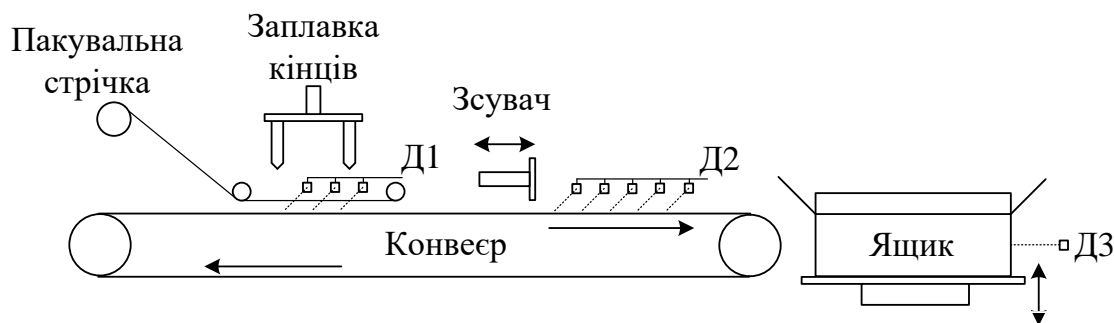 Пакувальна
стрічка
Заплавка
кінців
Зсувач
Д1
Д2
Конвеєр
Ящик
Д3